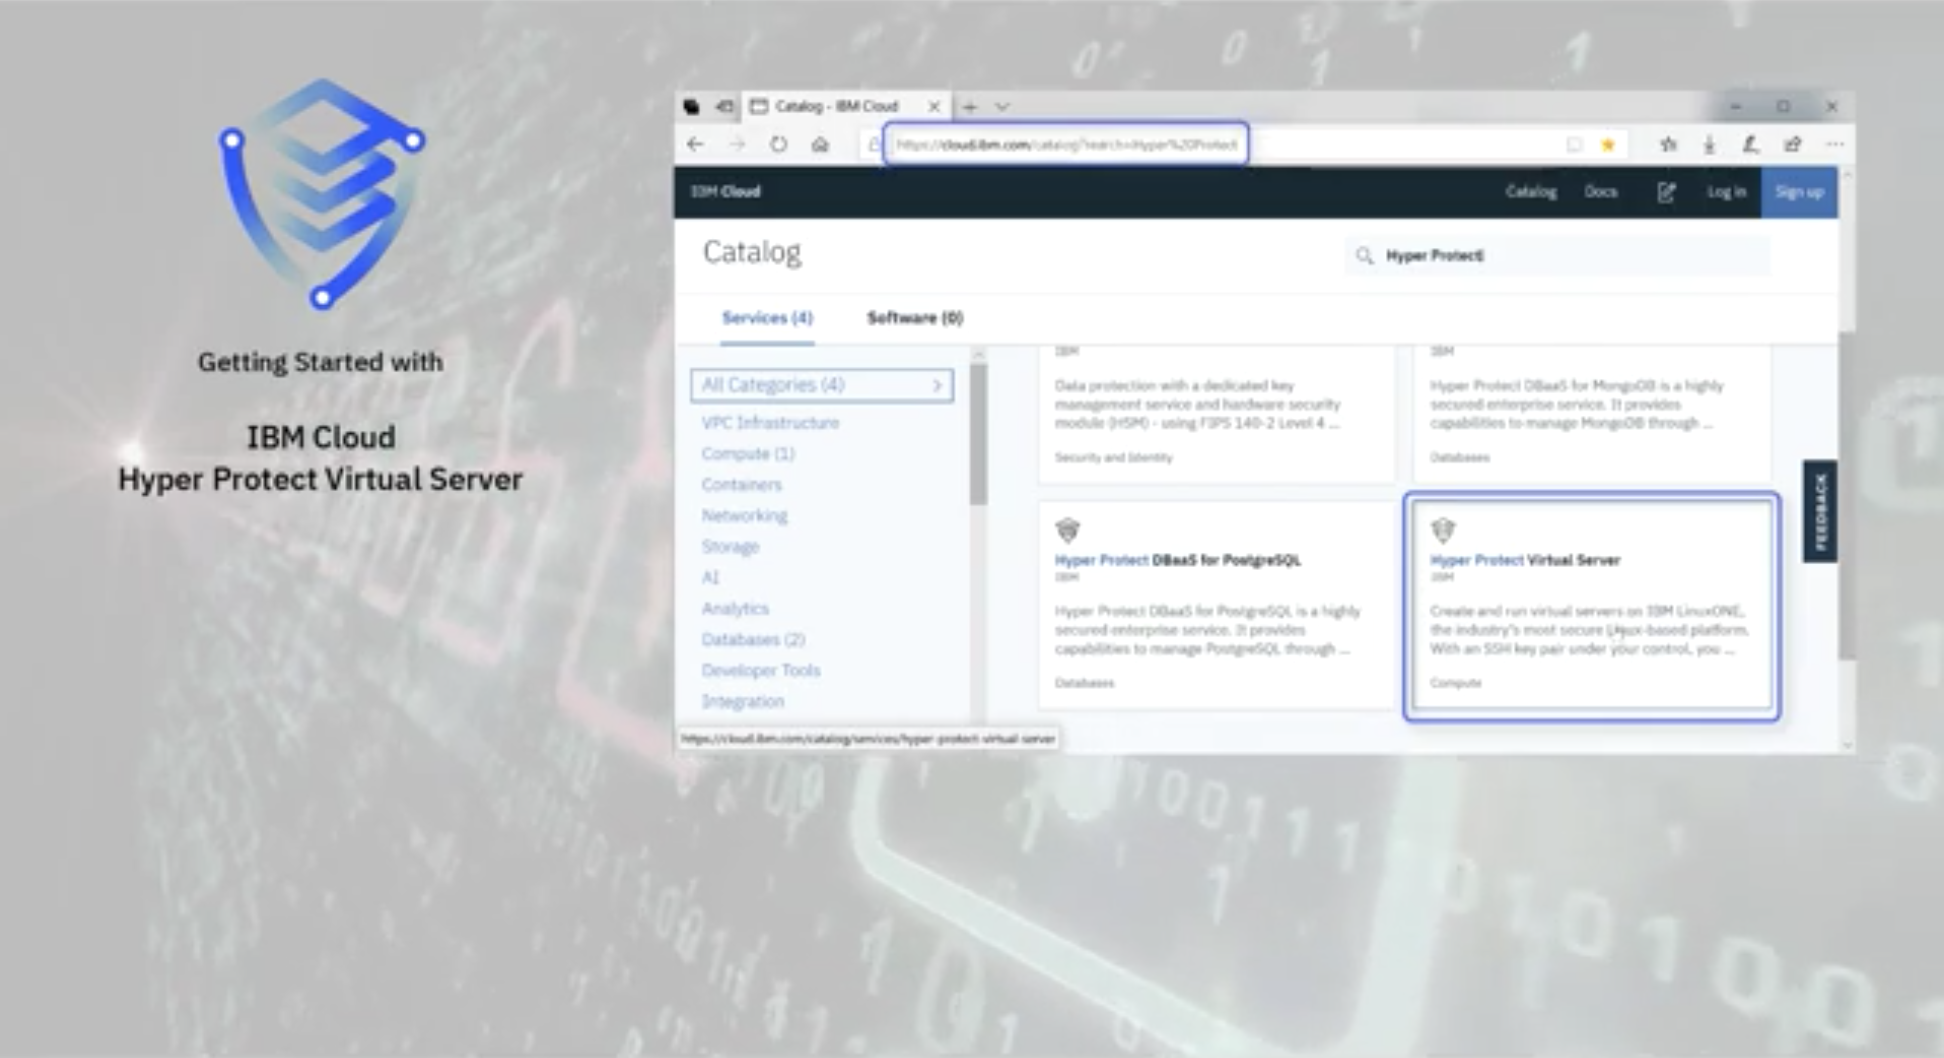 Getting Started with
IBM Cloud
Hyper Protect Virtual Server
Catalog - IBM Cloud
https://cloud.ibm.com/catalog?search=Hyper%20Protect
IBM Cloud
Catalog
Docs
Log in
Sign up
Catalog
Hyper Protect
Services (4)
Software (0)
All Categories (4)
VPC Infrastructure
Compute (1)
Containers
Networking
Storage
AI
Analytics
Databases (2)
Developer Tools
Integration
IBM
Data protection with a dedicated key
management service and hardware security
module (HSM) - using FIPS 140-2 Level 4 ...
Security and Identity
IBM
Hyper Protect DBaaS for MongoDB is a highly
secured enterprise service. It provides
capabilities to manage MongoDB through ...
Databases
Hyper Protect DBaaS for PostgreSQL
IBM
Hyper Protect DBaaS for PostgreSQL is a highly
secured enterprise service. It provides
capabilities to manage PostgreSQL through ...
Databases
Hyper Protect Virtual Server
IBM
Create and run virtual servers on IBM LinuxONE,
the industry's most secure Linux-based platform.
With an SSH key pair under your control, you ...
Compute
FEEDBACK
https://cloud.ibm.com/catalog/services/hyper-protect-virtual-server